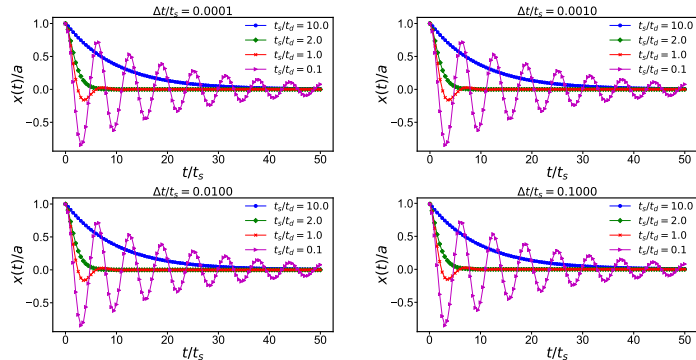 Δt/t_s = 0.0001
x(t)/a
1.0
0.5
0.0
−0.5
t_s/t_d = 10.0
t_s/t_d = 2.0
t_s/t_d = 1.0
t_s/t_d = 0.1
0 10 20 30 40 50
t/t_s
Δt/t_s = 0.0010
x(t)/a
1.0
0.5
0.0
−0.5
t_s/t_d = 10.0
t_s/t_d = 2.0
t_s/t_d = 1.0
t_s/t_d = 0.1
0 10 20 30 40 50
t/t_s
Δt/t_s = 0.0100
x(t)/a
1.0
0.5
0.0
−0.5
t_s/t_d = 10.0
t_s/t_d = 2.0
t_s/t_d = 1.0
t_s/t_d = 0.1
0 10 20 30 40 50
t/t_s
Δt/t_s = 0.1000
x(t)/a
1.0
0.5
0.0
−0.5
t_s/t_d = 10.0
t_s/t_d = 2.0
t_s/t_d = 1.0
t_s/t_d = 0.1
0 10 20 30 40 50
t/t_s